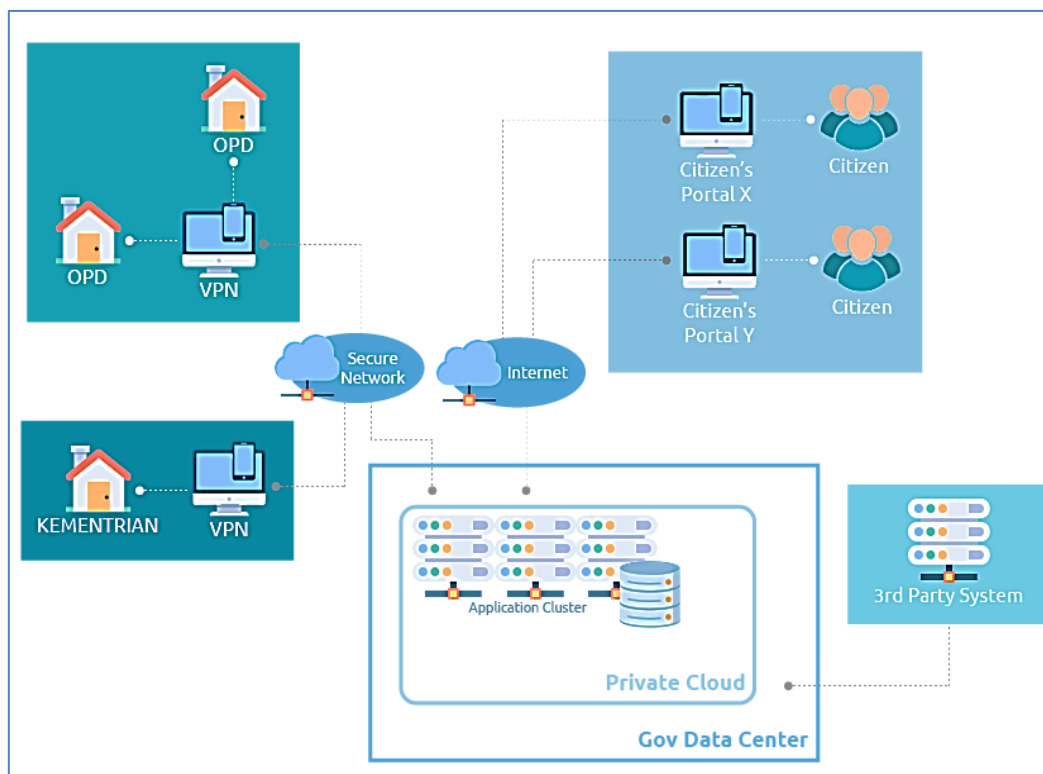 OPD
OPD
VPN
Citizen's
Portal X
Citizen
Citizen's
Portal Y
Citizen
Secure
Network
Internet
KEMENTRIAN
VPN
Application Cluster
Private Cloud
Gov Data Center
3rd Party System